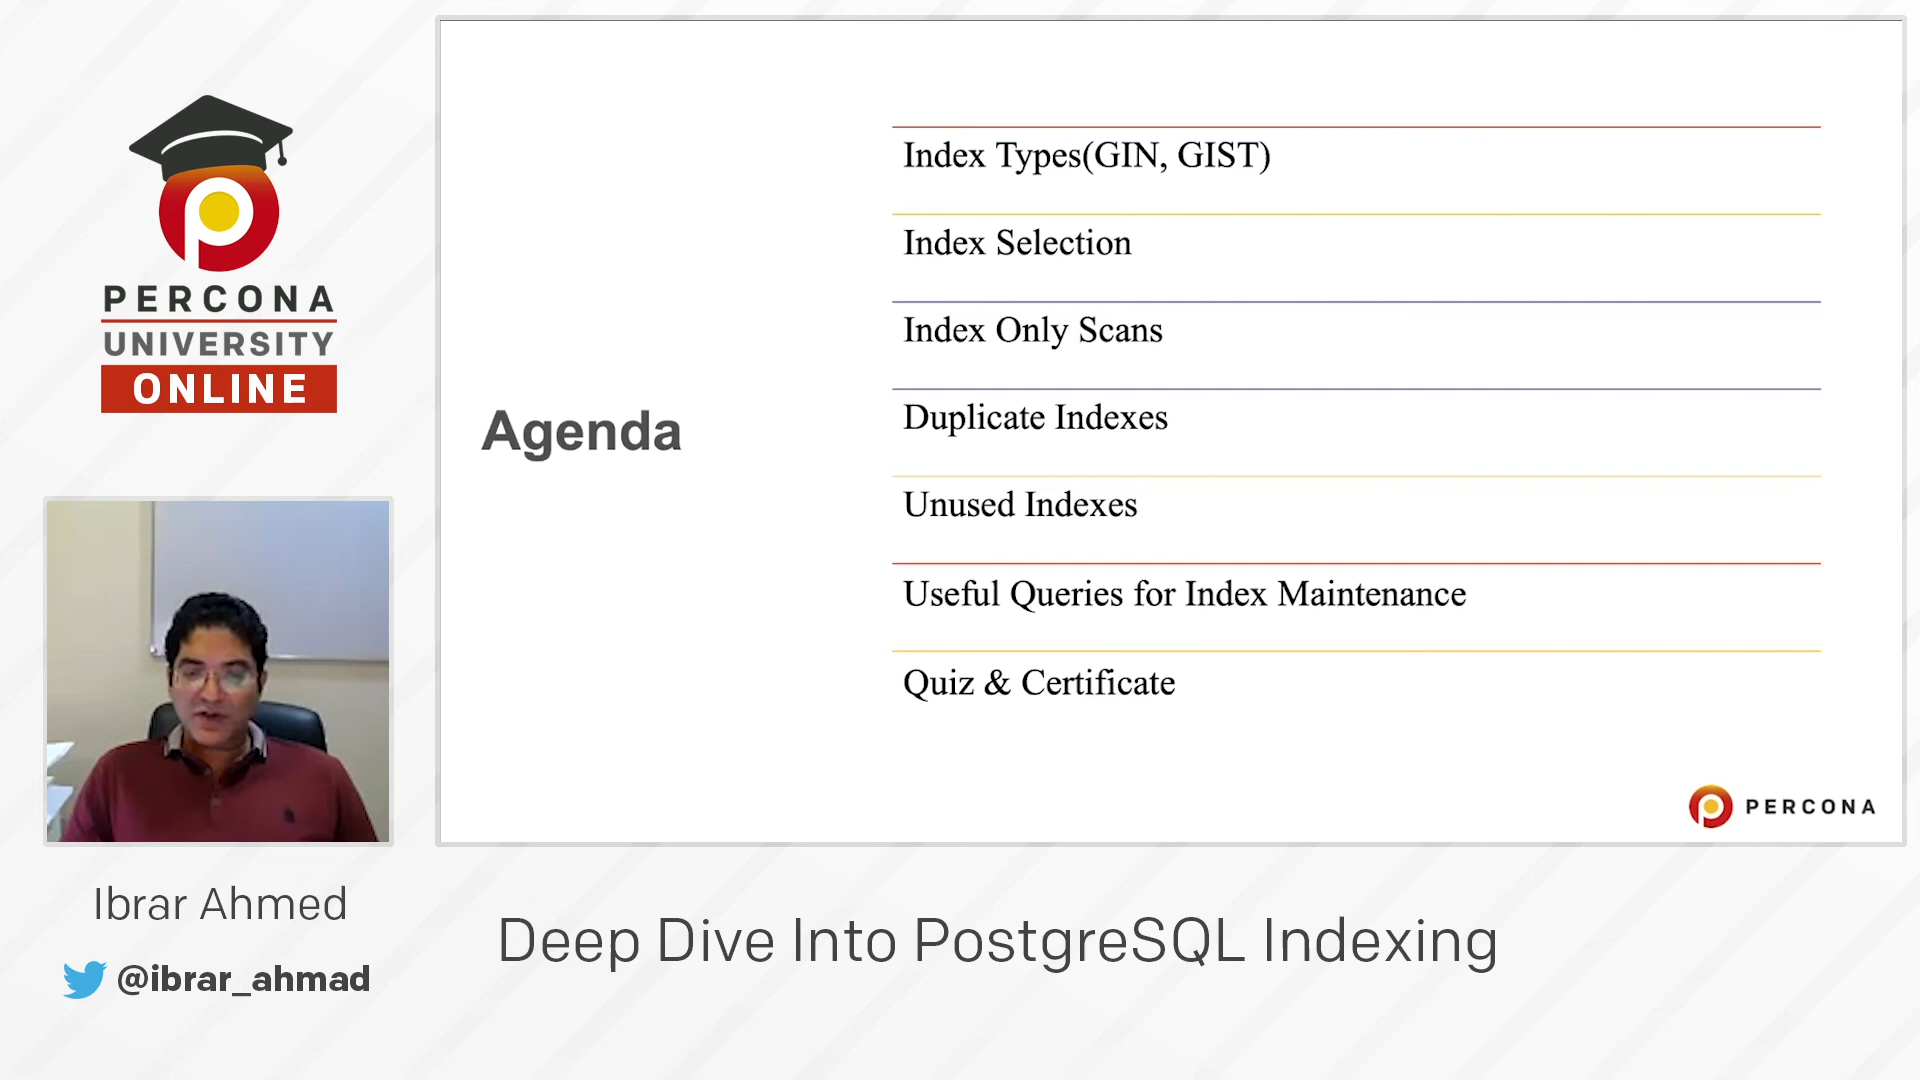 PERCONA
UNIVERSITY
ONLINE
Agenda
Index Types(GIN, GIST)
Index Selection
Index Only Scans
Duplicate Indexes
Unused Indexes
Useful Queries for Index Maintenance
Quiz & Certificate
PERCONA
Ibrar Ahmed
@ibrar_ahmad
Deep Dive Into PostgreSQL Indexing